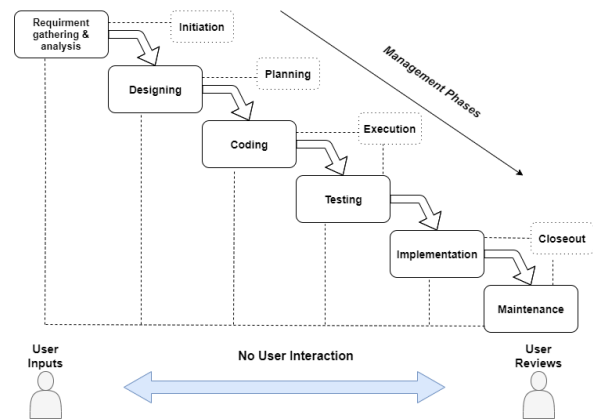 Requirment
gathering &
analysis
Initiation
Management Phases
Designing
Planning
Coding
Execution
Testing
Implementation
Closeout
Maintenance
User
Inputs
No User Interaction
User
Reviews